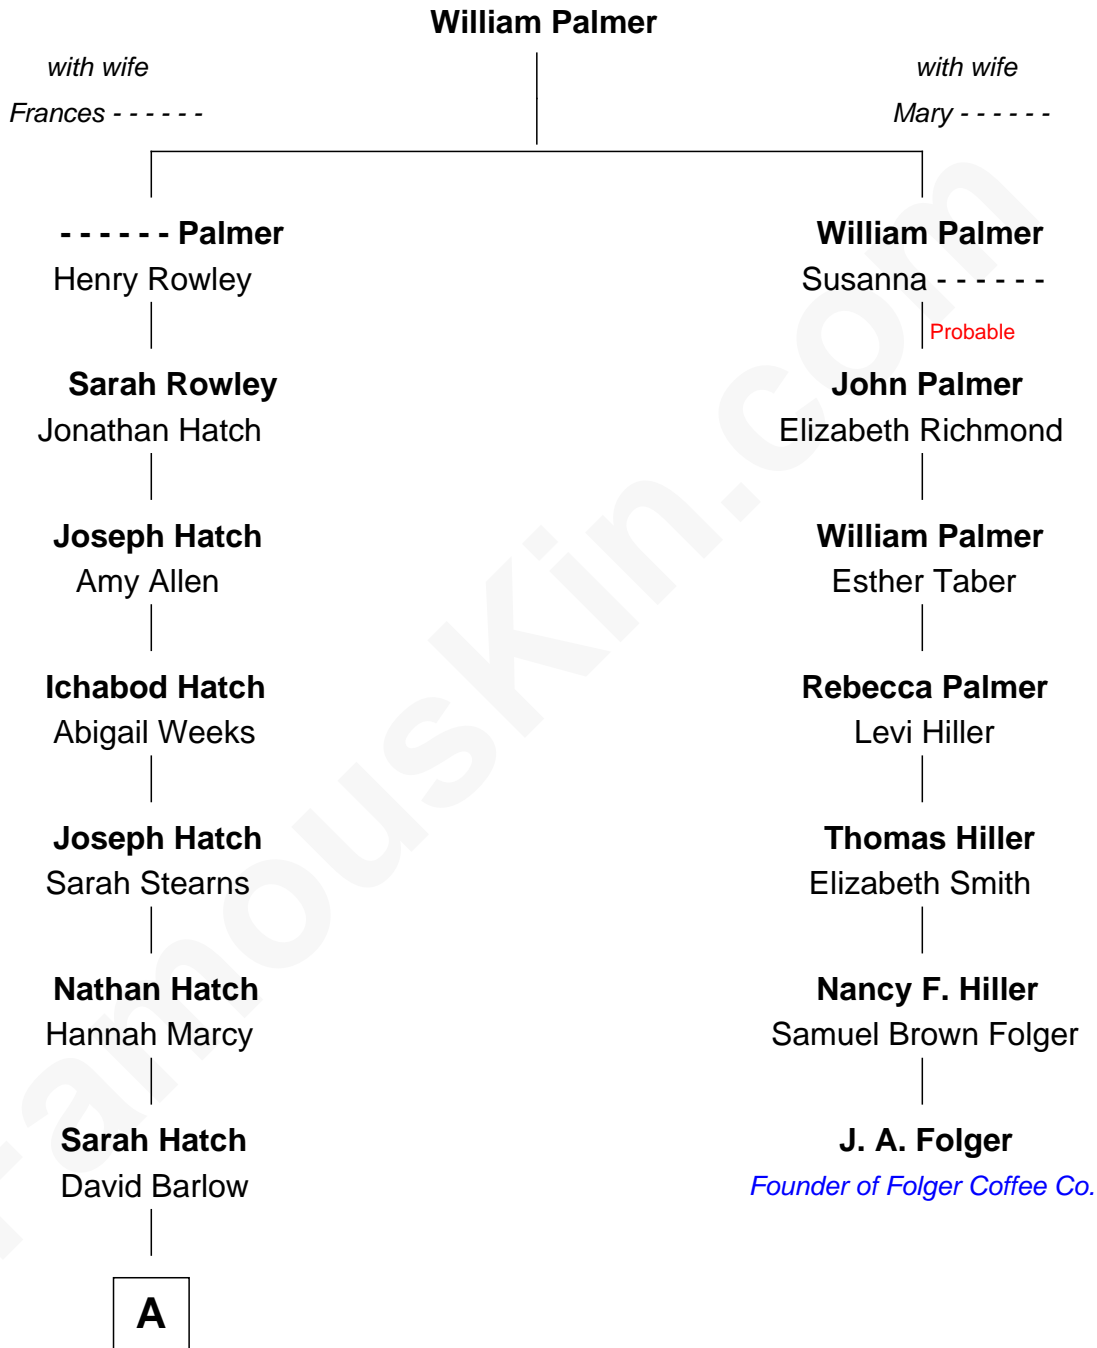 William Palmer
with wife
with wife
Frances - - - - - -
Mary - - - - - -
- - - - - - Palmer
William Palmer
Henry Rowley
Susanna - - - - - -
Probable
Sarah Rowley
John Palmer
Jonathan Hatch
Elizabeth Richmond
Joseph Hatch
William Palmer
Amy Allen
Esther Taber
Ichabod Hatch
Rebecca Palmer
Abigail Weeks
Levi Hiller
Joseph Hatch
Thomas Hiller
Sarah Stearns
Elizabeth Smith
Nathan Hatch
Nancy F. Hiller
Hannah Marcy
Samuel Brown Folger
Sarah Hatch
J. A. Folger
David Barlow
Founder of Folger Coffee Co.
A
FamousKin.com